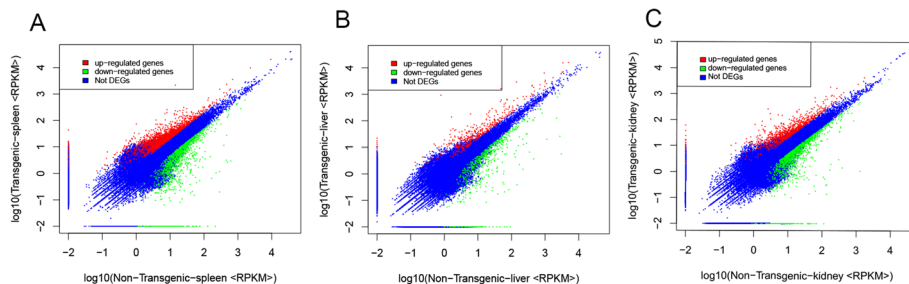 A
up-regulated genes
down-regulated genes
Not DEGs
log10(Transgenic-spleen <RPKM>)
4
3
2
1
0
-1
-2
-2 -1 0 1 2 3 4
log10(Non-Transgenic-spleen <RPKM>)
B
up-regulated genes
down-regulated genes
Not DEGs
log10(Transgenic-liver <RPKM>)
4
3
2
1
0
-1
-2
-2 -1 0 1 2 3 4
log10(Non-Transgenic-liver <RPKM>)
C
up-regulated genes
down-regulated genes
Not DEGs
log10(Transgenic-kidney <RPKM>)
5
4
3
2
1
0
-1
-2
-2 -1 0 1 2 3 4
log10(Non-Transgenic-kidney <RPKM>)